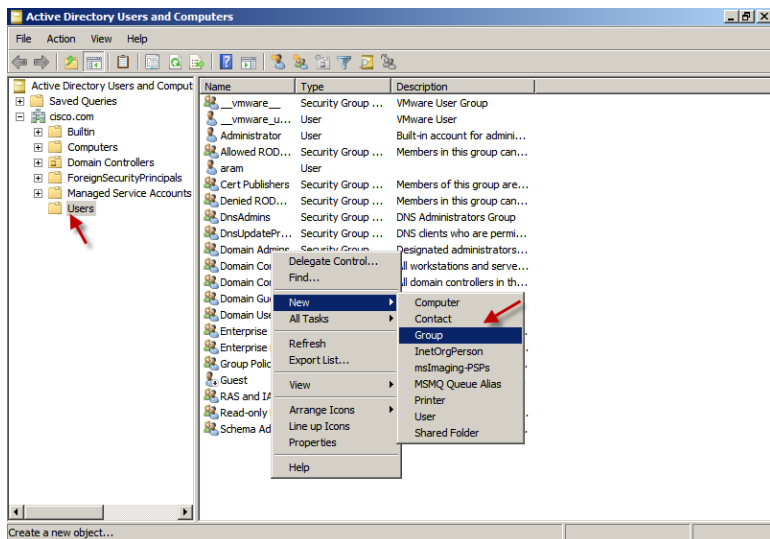 Active Directory Users and Computers
File Action View Help
Active Directory Users and Comput
Saved Queries
cisco.com
Builtin
Computers
Domain Controllers
ForeignSecurityPrincipals
Managed Service Accounts
Users
Name Type Description
__vmware__ Security Group ... VMware User Group
__vmware_u... User VMware User
Administrator User Built-in account for admini...
Allowed ROD... Security Group ... Members in this group can...
aram User
Cert Publishers Security Group ... Members of this group are...
Denied ROD... Security Group ... Members in this group can...
DnsAdmins Security Group ... DNS Administrators Group
DnsUpdatePr... Security Group ... DNS clients who are permi...
Domain Admins Security Group Designated administrators...
Domain Co ll workstations and serve...
Domain Co ll domain controllers in th...
Domain Gu
Domain Use
Enterprise
Enterprise
Group Polic
Guest
RAS and IA
Read-only
Schema Ad
Delegate Control...
Find...
New
All Tasks
Refresh
Export List...
View
Arrange Icons
Line up Icons
Properties
Help
Computer
Contact
Group
InetOrgPerson
msImaging-PSPs
MSMQ Queue Alias
Printer
User
Shared Folder
Create a new object...